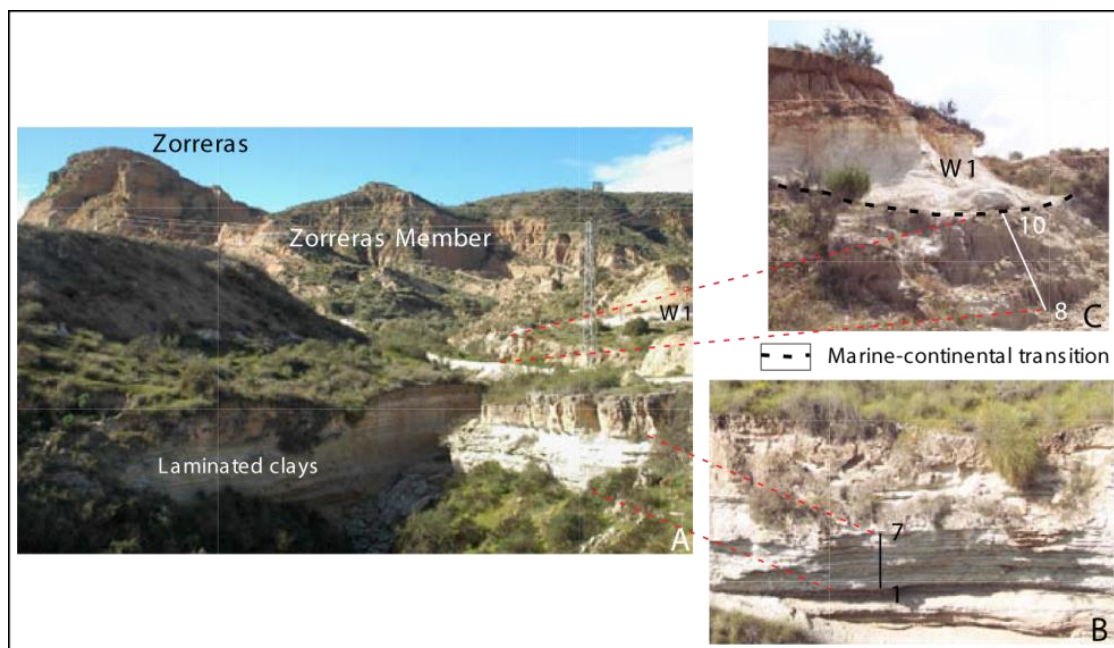 Zorreras
Zorreras Member
W1
Laminated clays
A
W1
10
8
C
Marine-continental transition
7
1
B